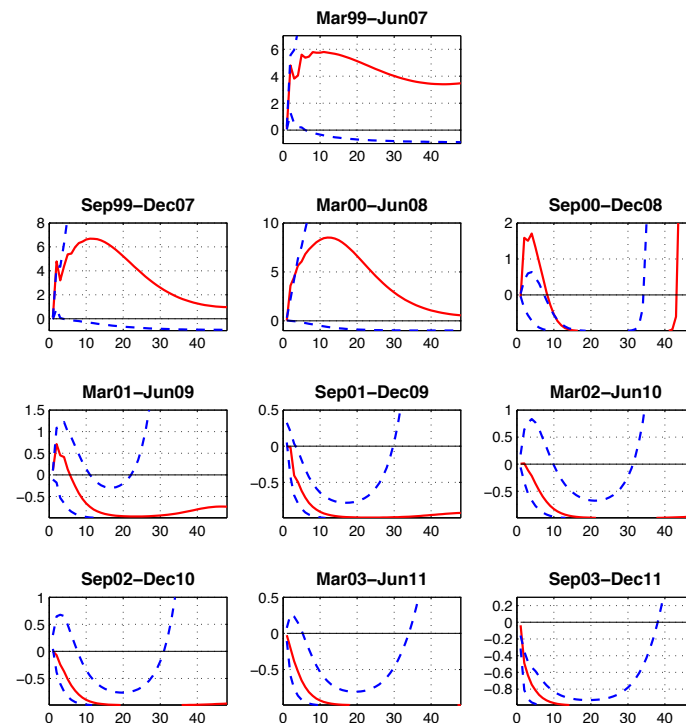 Mar99−Jun07
6
4
2
0
0 10 20 30 40
Sep99−Dec07 Mar00−Jun08 Sep00−Dec08
8 10 2
6
4 5 1
2
0 0 0
0 10 20 30 40 0 10 20 30 40 0 10 20 30 40
Mar01−Jun09 Sep01−Dec09 Mar02−Jun10
1.5 0.5 1
1 0.5
0.5 0 0
0 −0.5 −0.5
−0.5
0 10 20 30 40 0 10 20 30 40 0 10 20 30 40
Sep02−Dec10 Mar03−Jun11 Sep03−Dec11
1 0.5 0.2
0.5 0 0
0 −0.5 −0.2
−0.5 −0.4
−0.6
−0.8
0 10 20 30 40 0 10 20 30 40 0 10 20 30 40